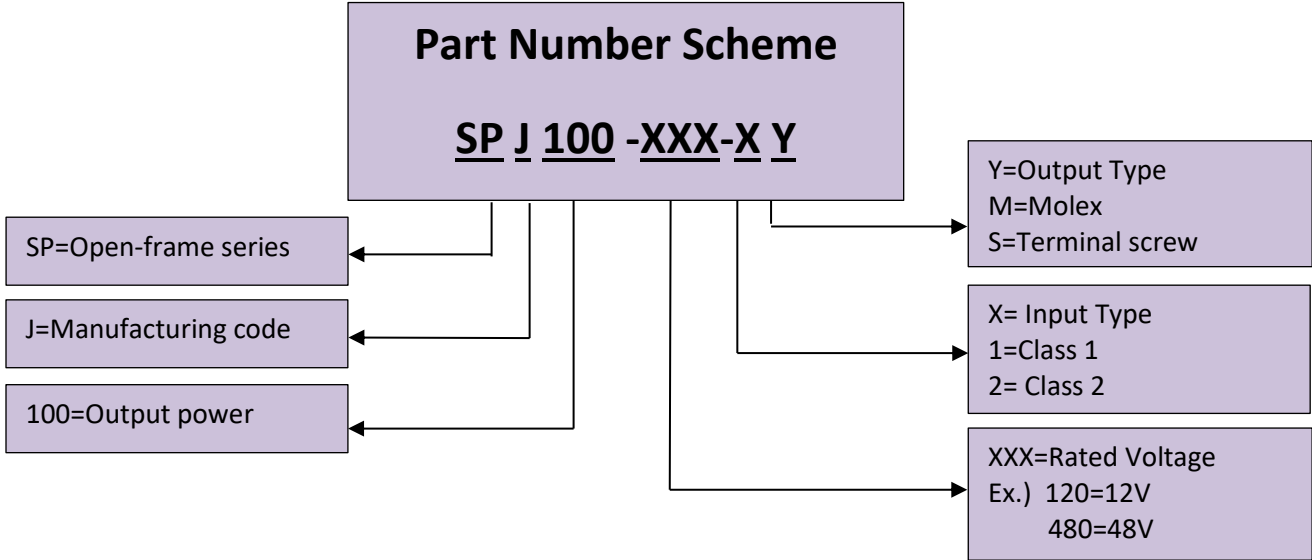 Part Number Scheme
SP J 100 -XXX-X Y
SP=Open-frame series
J=Manufacturing code
100=Output power
Y=Output Type
M=Molex
S=Terminal screw
X= Input Type
1=Class 1
2= Class 2
XXX=Rated Voltage
Ex.) 120=12V
480=48V